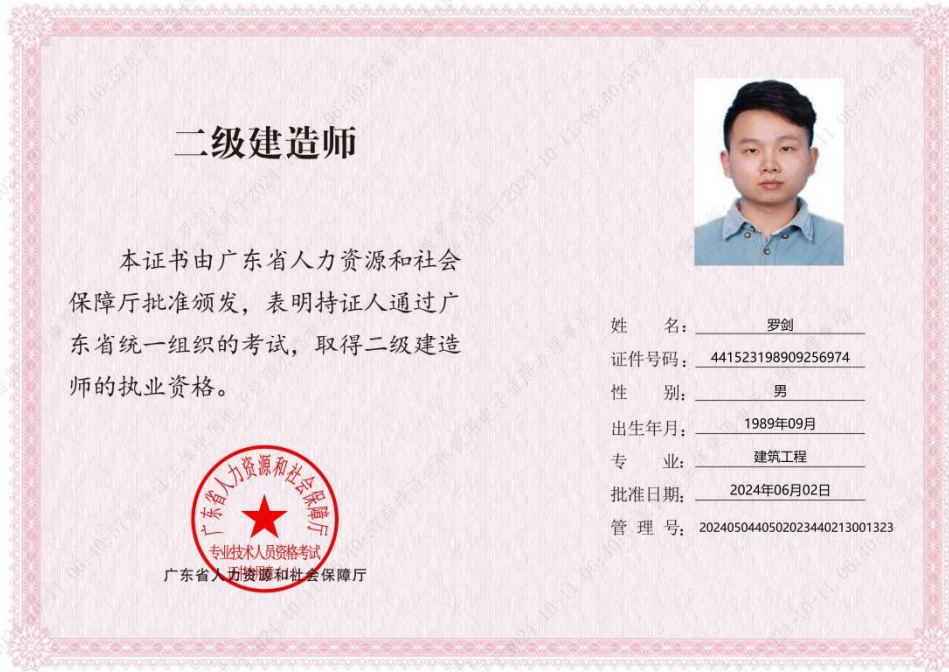 二级建造师
本证书由广东省人力资源和社会
保障厅批准颁发，表明持证人通过广
东省统一组织的考试，取得二级建造
师的执业资格。
广东省人力资源和社会保障厅
专业技术人员资格考试
广东省人力资源和社会保障厅
姓 名：罗剑
证件号码：441523198909256974
性 别：男
出生年月：1989年09月
专 业：建筑工程
批准日期：2024年06月02日
管 理 号：2024050440502023440213001323